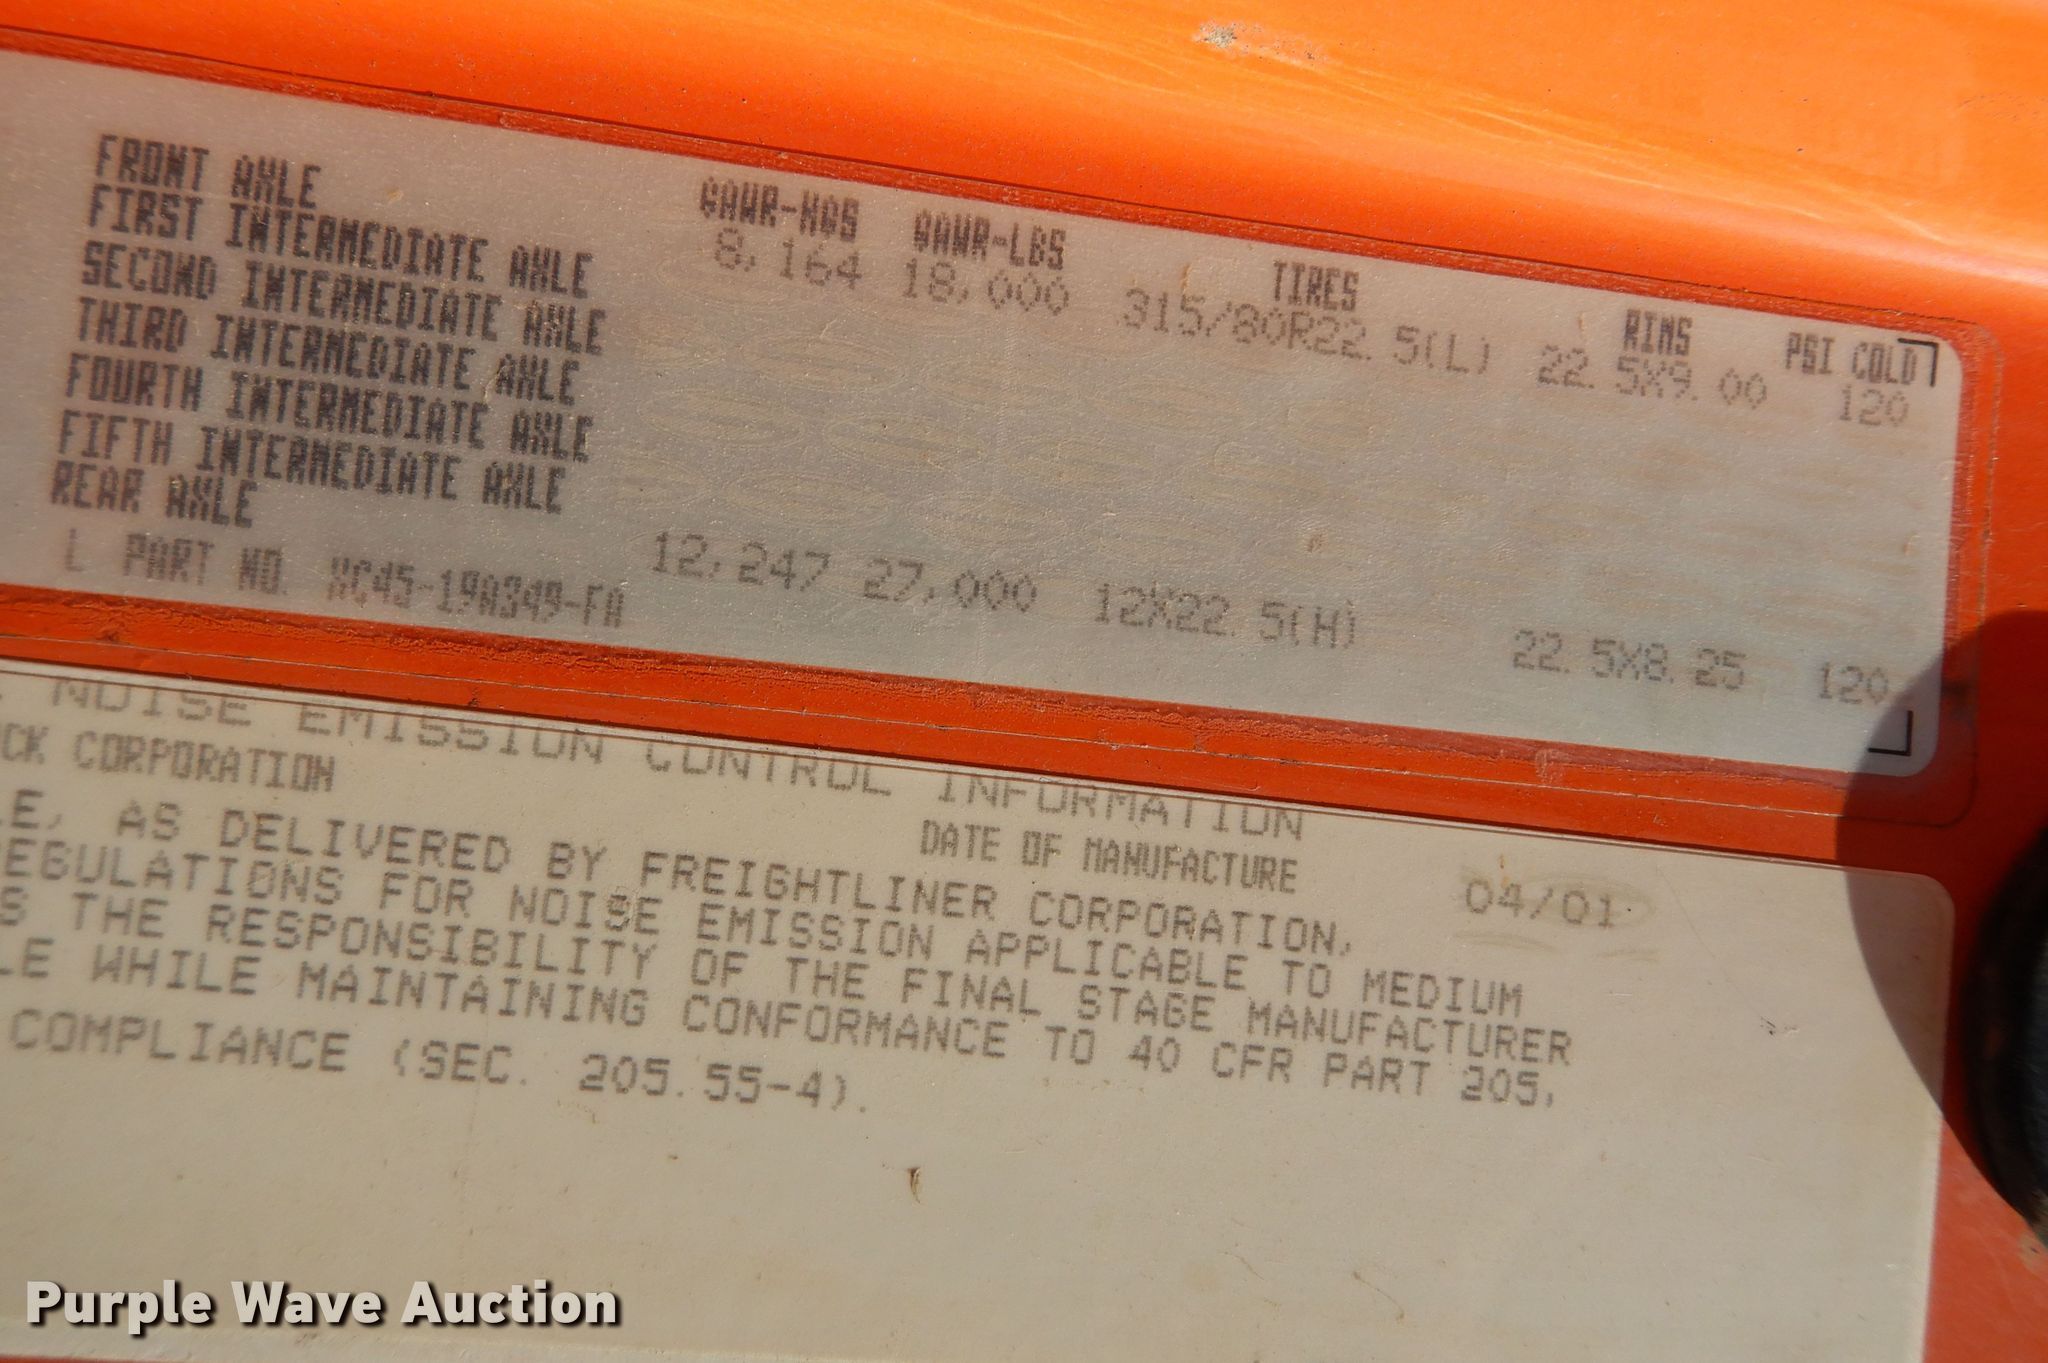 GAWR-KGS GAWR-LBS TIRES RIMS PSI COLD
FRONT AXLE 8,164 18,000 315/80R22.5(L) 22.5X9.00 120
FIRST INTERMEDIATE AXLE
SECOND INTERMEDIATE AXLE
THIRD INTERMEDIATE AXLE
FOURTH INTERMEDIATE AXLE
FIFTH INTERMEDIATE AXLE
REAR AXLE 12,247 27,000 12X22.5(H) 22.5X8.25 120
L PART NO. XC45-19A349-FA
NOISE EMISSION CONTROL INFORMATION
CK CORPORATION DATE OF MANUFACTURE 04/01
LE, AS DELIVERED BY FREIGHTLINER CORPORATION,
REGULATIONS FOR NOISE EMISSION APPLICABLE TO MEDIUM
S THE RESPONSIBILITY OF THE FINAL STAGE MANUFACTURER
LE WHILE MAINTAINING CONFORMANCE TO 40 CFR PART 205,
COMPLIANCE (SEC. 205.55-4).
Purple Wave Auction